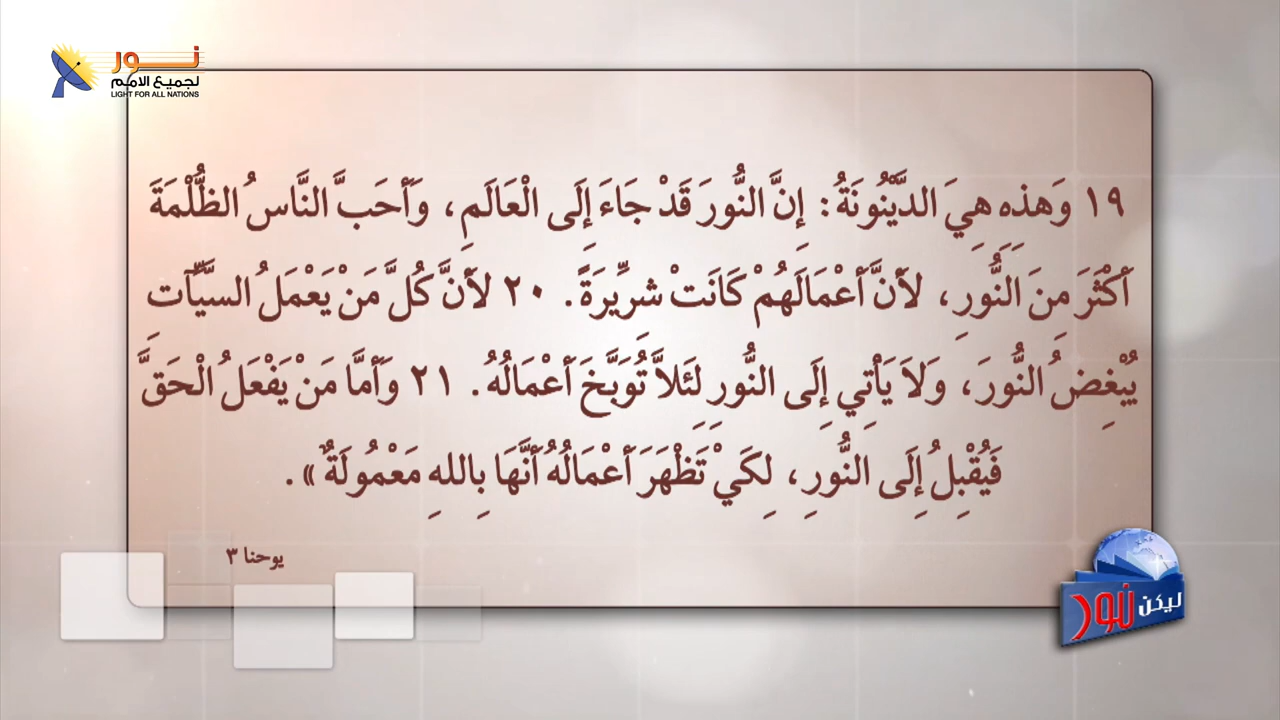 نور
لجميع الامم
LIGHT FOR ALL NATIONS
١٩ وَهذِهِ هِيَ الدَّيْنُونَةُ: إِنَّ النُّورَ قَدْ جَاءَ إِلَى الْعَالَمِ، وَأَحَبَّ النَّاسُ الظُّلْمَةَ
أَكْثَرَ مِنَ النُّورِ، لأَنَّ أَعْمَالَهُمْ كَانَتْ شِرِّيرَةً. ٢٠ لأَنَّ كُلَّ مَنْ يَعْمَلُ السَّيِّآتِ
يُبْغِضُ النُّورَ، وَلاَ يَأْتِي إِلَى النُّورِ لِئَلاَّ تُوَبَّخَ أَعْمَالُهُ. ٢١ وَأَمَّا مَنْ يَفْعَلُ الْحَقَّ
فَيُقْبِلُ إِلَى النُّورِ، لِكَيْ تَظْهَرَ أَعْمَالُهُ أَنَّهَا بِاللهِ مَعْمُولَةٌ».
يوحنا ٣
ليكن نور